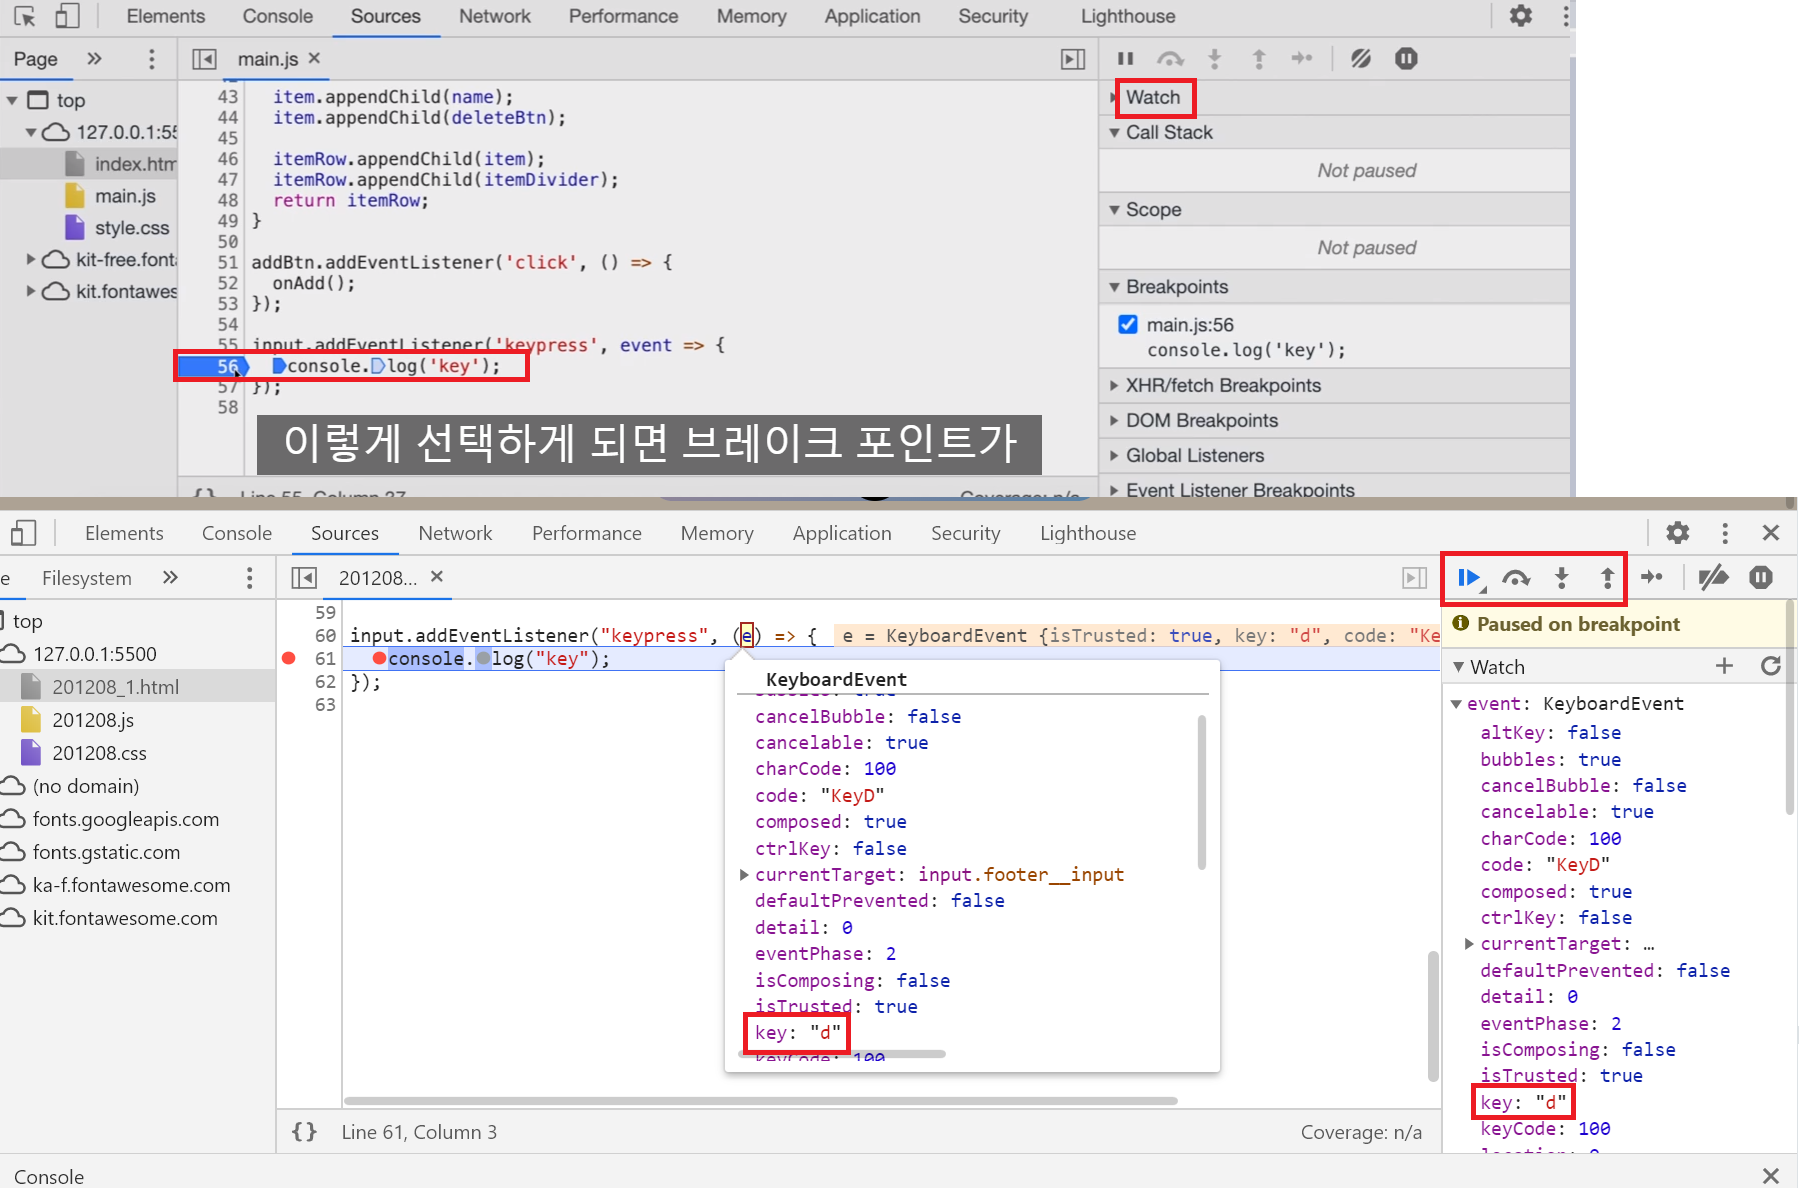 Elements Console Sources Network Performance Memory Application Security Lighthouse
Page
main.js
top
127.0.0.1:55
index.htm
main.js
style.css
kit-free.fonta
kit.fontawes
43 item.appendChild(name);
44 item.appendChild(deleteBtn);
45
46 itemRow.appendChild(item);
47 itemRow.appendChild(itemDivider);
48 return itemRow;
49 }
50
51 addBtn.addEventListener('click', () => {
52 onAdd();
53 });
54
55 input.addEventListener('keypress', event => {
56 console.log('key');
57 });
58
이렇게 선택하게 되면 브레이크 포인트가
{} Line 55, Column 37
Coverage: n/a
Watch
Call Stack
Not paused
Scope
Not paused
Breakpoints
main.js:56
console.log('key');
XHR/fetch Breakpoints
DOM Breakpoints
Global Listeners
Event Listener Breakpoints
Elements Console Sources Network Performance Memory Application Security Lighthouse
e Filesystem
201208...
top
127.0.0.1:5500
201208_1.html
201208.js
201208.css
(no domain)
fonts.googleapis.com
fonts.gstatic.com
ka-f.fontawesome.com
kit.fontawesome.com
59
60 input.addEventListener("keypress", (e) => { e = KeyboardEvent {isTrusted: true, key: "d", code: "Ke
61 console.log("key");
62 });
63
KeyboardEvent
bubbles: true
cancelBubble: false
cancelable: true
charCode: 100
code: "KeyD"
composed: true
ctrlKey: false
currentTarget: input.footer__input
defaultPrevented: false
detail: 0
eventPhase: 2
isComposing: false
isTrusted: true
key: "d"
keyCode: 100
{} Line 61, Column 3
Coverage: n/a
Paused on breakpoint
Watch
event: KeyboardEvent
altKey: false
bubbles: true
cancelBubble: false
cancelable: true
charCode: 100
code: "KeyD"
composed: true
ctrlKey: false
currentTarget: …
defaultPrevented: false
detail: 0
eventPhase: 2
isComposing: false
isTrusted: true
key: "d"
keyCode: 100
location: 0
Console